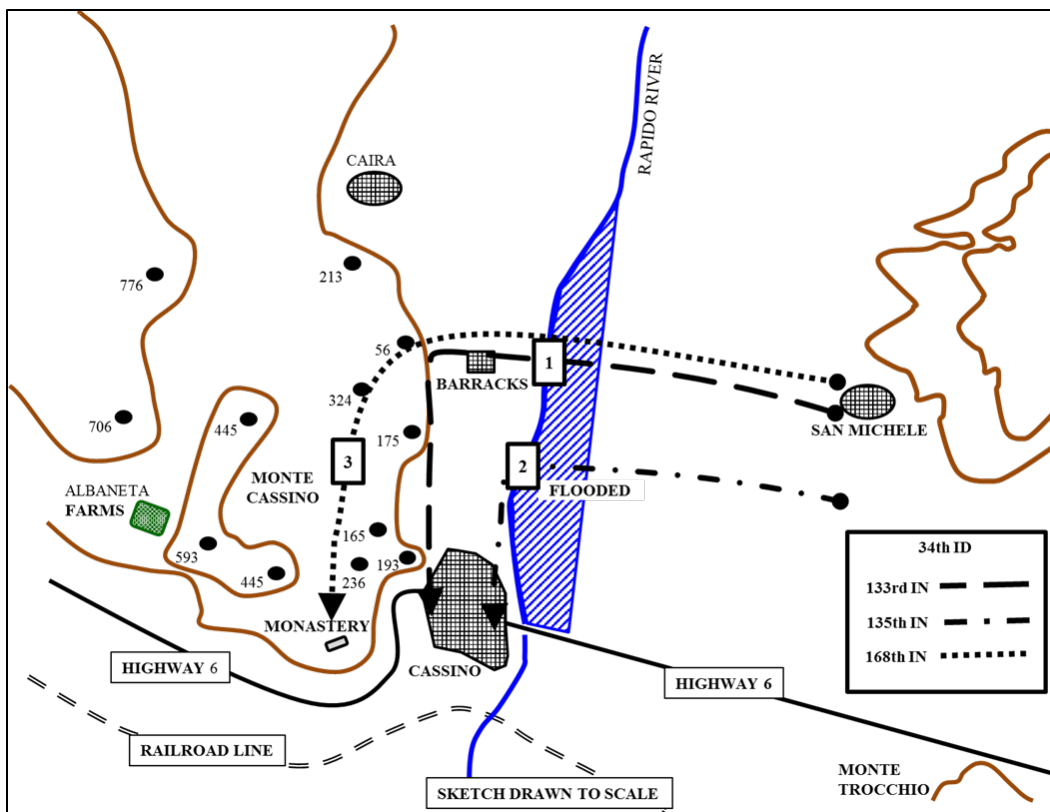 RAPIDO RIVER
CAIRA
776
213
56
BARRACKS
1
324
SAN MICHELE
706
445
175
3
2
MONTE
CASSINO
FLOODED
ALBANETA
FARMS
165
593
445
236
193
34th ID
133rd IN
135th IN
168th IN
MONASTERY
HIGHWAY 6
CASSINO
HIGHWAY 6
RAILROAD LINE
SKETCH DRAWN TO SCALE
MONTE
TROCCHIO